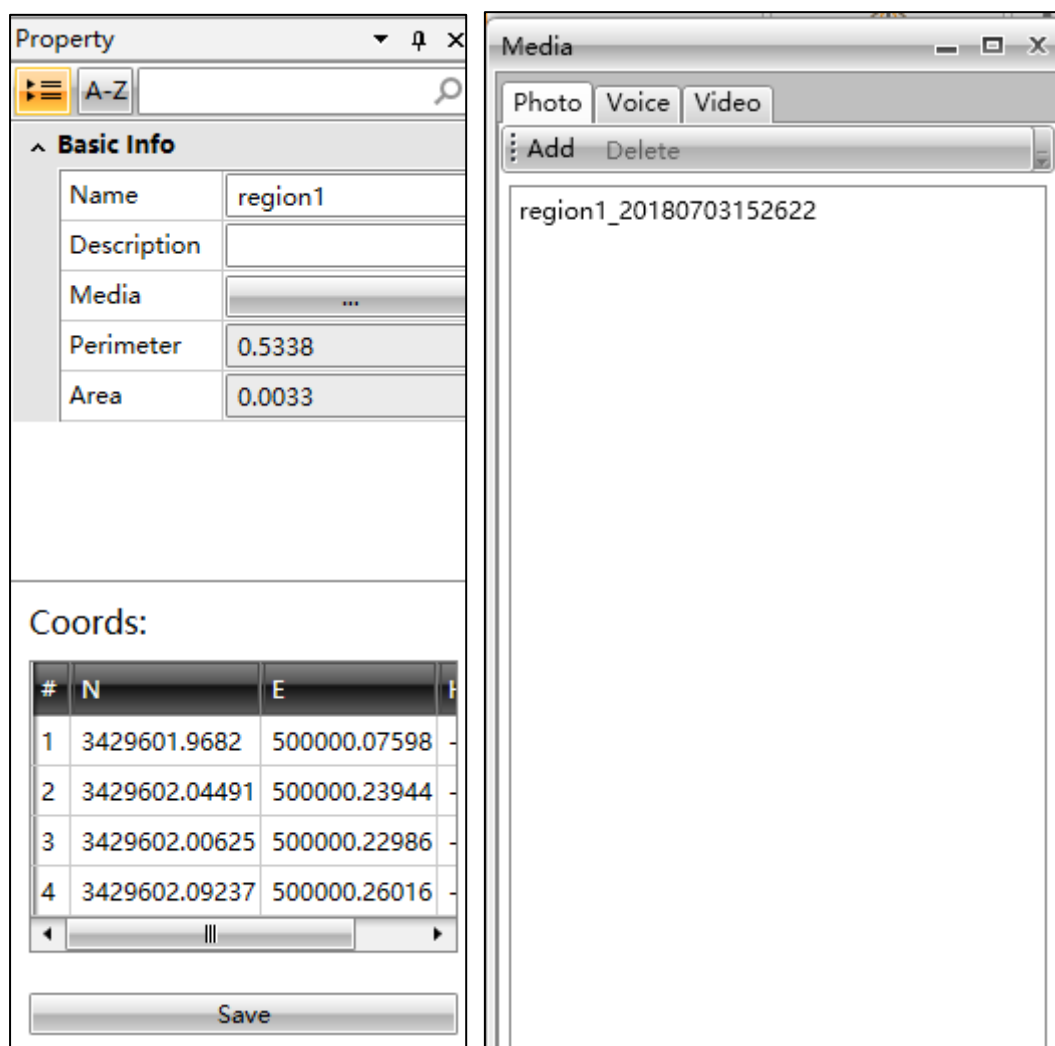 Property
A-Z
Basic Info
Name region1
Description
Media ...
Perimeter 0.5338
Area 0.0033
Coords:
# N E
1 3429601.9682 500000.07598 -
2 3429602.04491 500000.23944 -
3 3429602.00625 500000.22986 -
4 3429602.09237 500000.26016 -
Save
Media
Photo Voice Video
Add Delete
region1_20180703152622